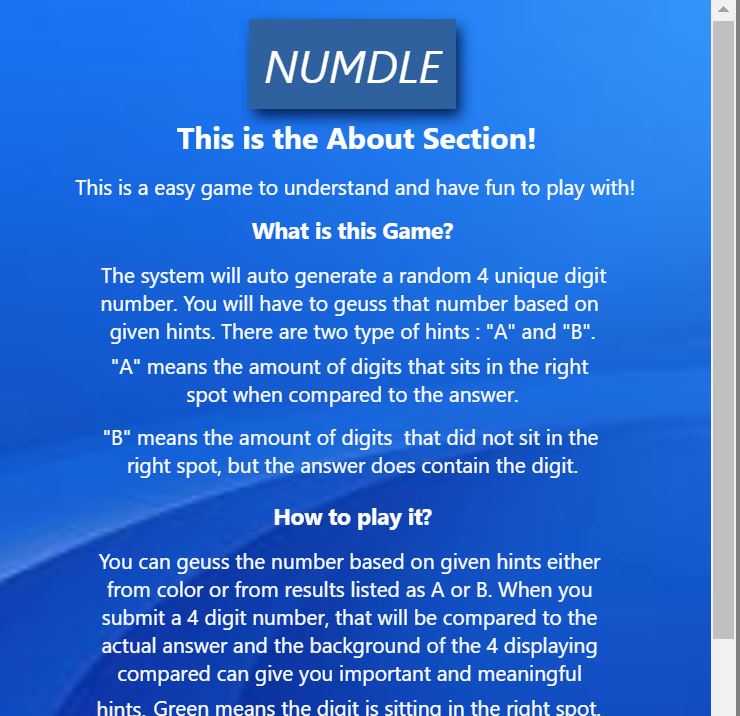 NUMDLE
This is the About Section!
This is a easy game to understand and have fun to play with!
What is this Game?
The system will auto generate a random 4 unique digit
number. You will have to geuss that number based on
given hints. There are two type of hints : "A" and "B".
"A" means the amount of digits that sits in the right
spot when compared to the answer.
"B" means the amount of digits  that did not sit in the
right spot, but the answer does contain the digit.
How to play it?
You can geuss the number based on given hints either
from color or from results listed as A or B. When you
submit a 4 digit number, that will be compared to the
actual answer and the background of the 4 displaying
compared can give you important and meaningful
hints. Green means the digit is sitting in the right spot.